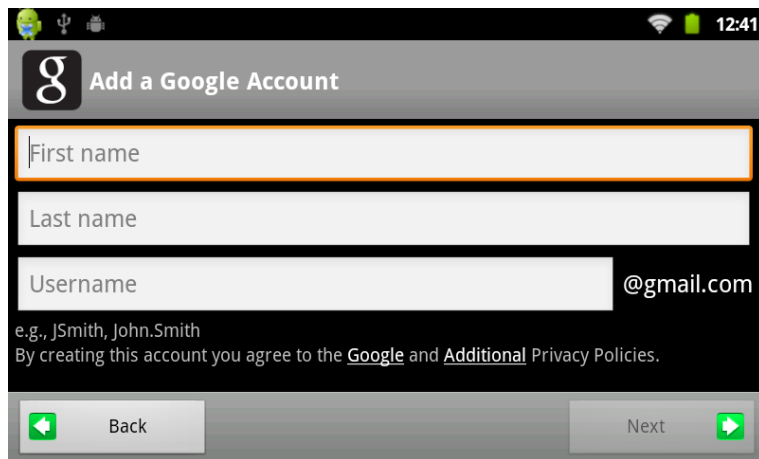 12:41
g Add a Google Account
First name
Last name
Username @gmail.com
e.g., JSmith, John.Smith
By creating this account you agree to the Google and Additional Privacy Policies.
Back Next